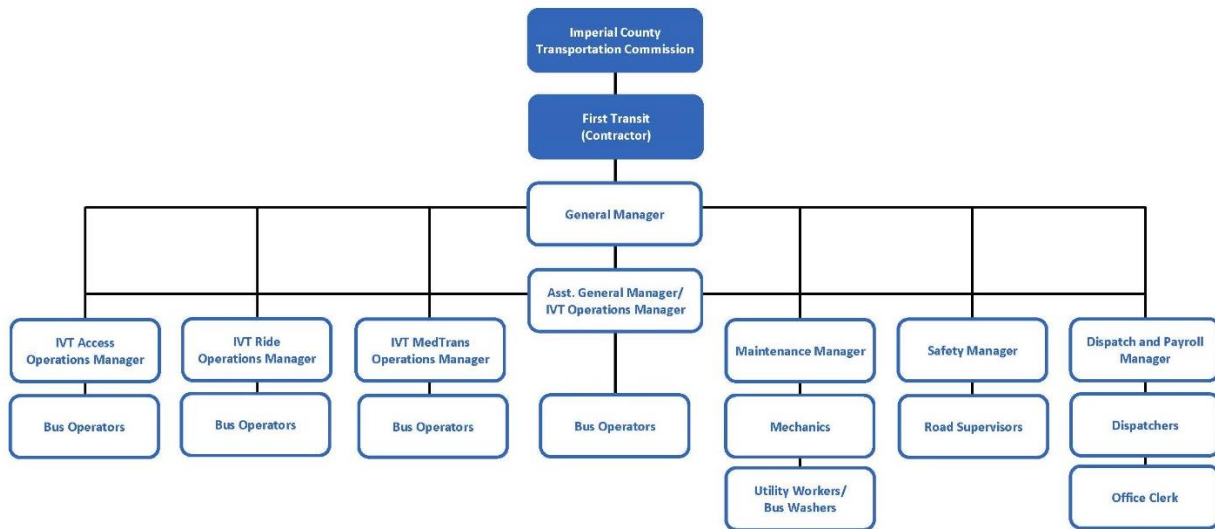 Imperial County
Transportation Commission
First Transit
(Contractor)
General Manager
Asst. General Manager/
IVT Operations Manager
IVT Access
Operations Manager
IVT Ride
Operations Manager
IVT MedTrans
Operations Manager
Maintenance Manager
Safety Manager
Dispatch and Payroll
Manager
Bus Operators
Bus Operators
Bus Operators
Bus Operators
Mechanics
Road Supervisors
Dispatchers
Utility Workers/
Bus Washers
Office Clerk